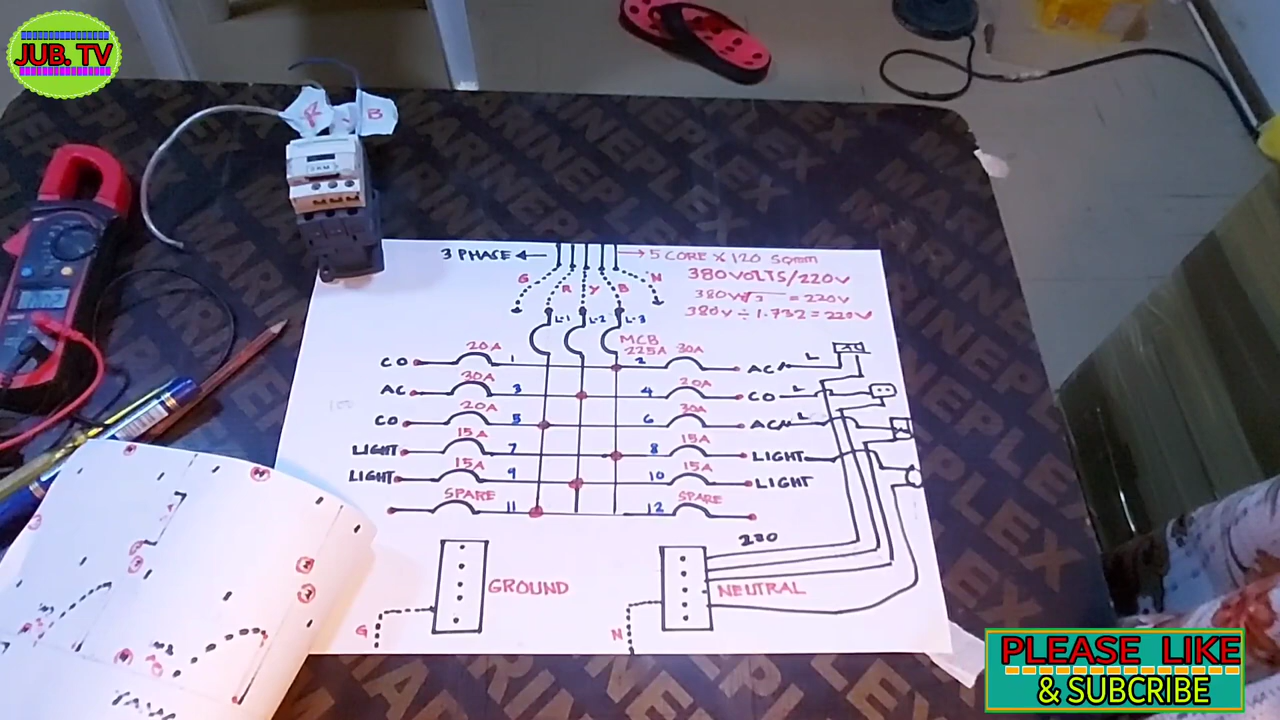 JUB. TV
MARINEPLEX
R
B
3 PHASE
5 CORE X 120 Sqmm
380VOLTS/220V
380V √3 = 220V
380V ÷ 1.732 = 220V
G
R
Y
B
N
L-1
L-2
L-3
MCB
225A
CO 20A 1
2 30A AC L AC
AC 30A 3
4 20A CO L
CO 20A 5
6 30A AC L
LIGHT 15A 7
8 15A LIGHT
LIGHT 15A 9
10 15A LIGHT
SPARE 11
12 SPARE
220
GROUND
NEUTRAL
G
N
PLEASE LIKE
& SUBCRIBE